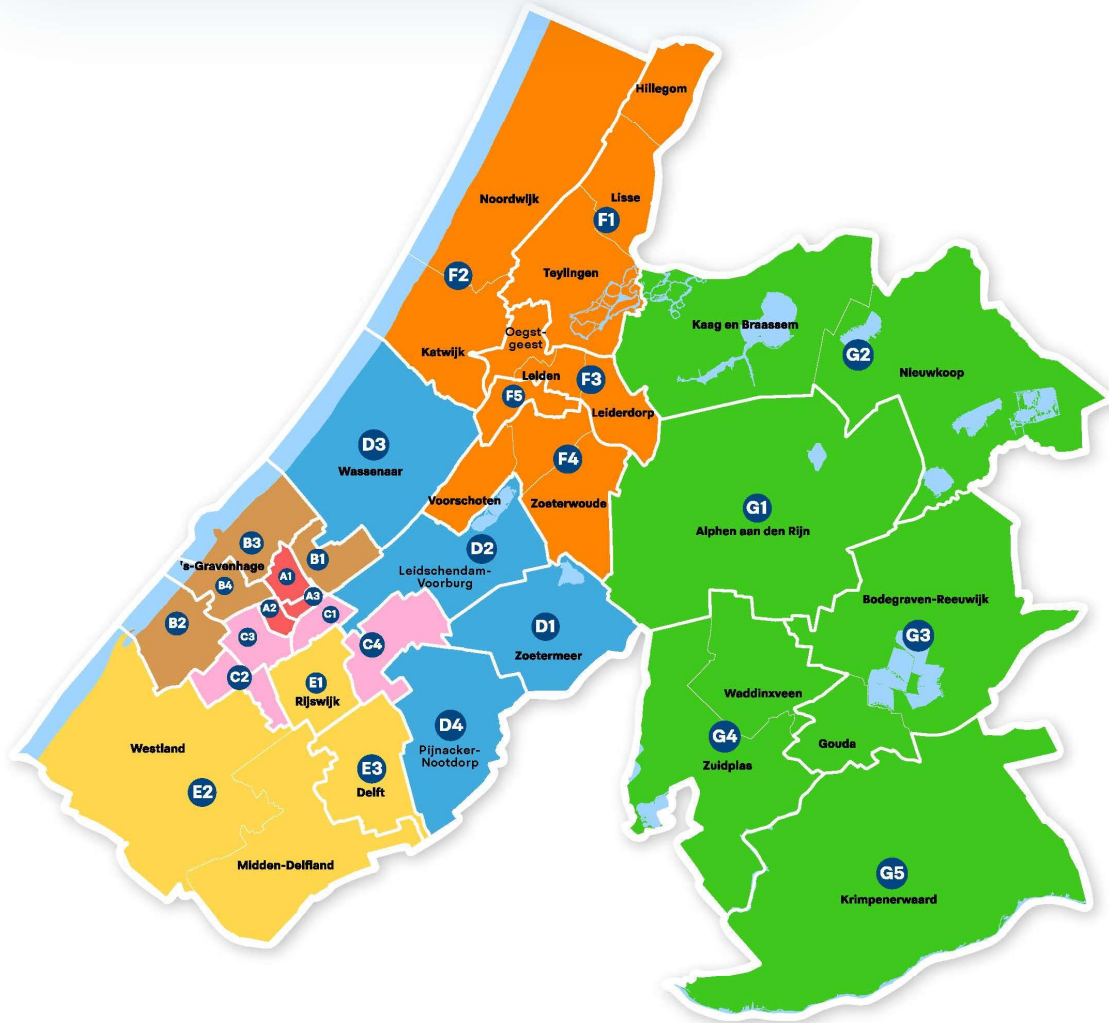 Hillegom
Noordwijk
Lisse
F1
F2
Teylingen
Kaag en Braassem
Oegst-
geest
Katwijk
G2
Nieuwkoop
Leiden
F3
F5
Leiderdorp
D3
Wassenaar
F4
Voorschoten
Zoeterwoude
G1
Alphen aan den Rijn
B3
B1
D2
's-Gravenhage
Leidschendam-
Voorburg
A1
B4
A3
Bodegraven-Reeuwijk
A2
C1
B2
C3
C4
D1
Zoetermeer
G3
C2
E1
Rijswijk
Waddinxveen
D4
Pijnacker-
Nootdorp
Westland
G4
Zuidplas
Gouda
E3
Delft
E2
Midden-Delfland
G5
Krimpenerwaard